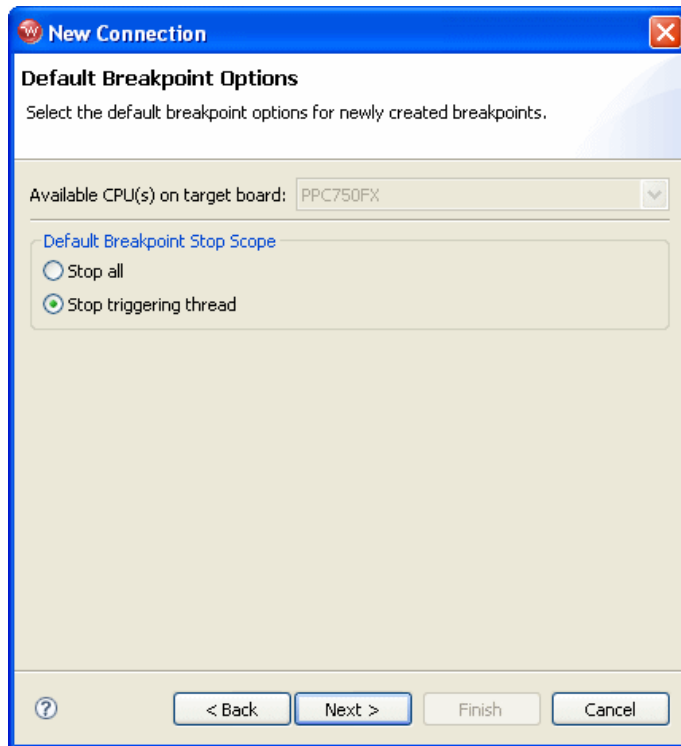 New Connection
Default Breakpoint Options
Select the default breakpoint options for newly created breakpoints.
Available CPU(s) on target board: PPC750FX
Default Breakpoint Stop Scope
Stop all
Stop triggering thread
? < Back Next > Finish Cancel